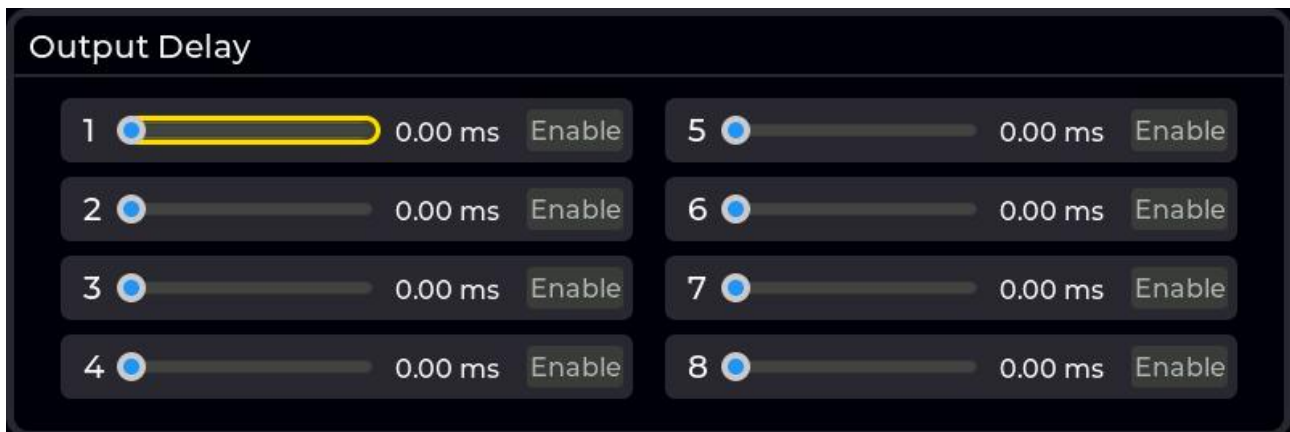 Output Delay
1 0.00 ms Enable
5 0.00 ms Enable
2 0.00 ms Enable
6 0.00 ms Enable
3 0.00 ms Enable
7 0.00 ms Enable
4 0.00 ms Enable
8 0.00 ms Enable